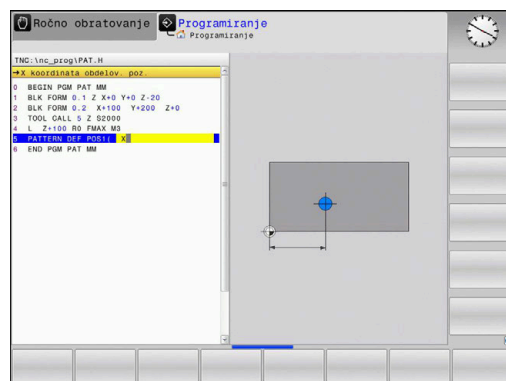 Ročno obratovanje
Programiranje
Programiranje
TNC:\nc_prog\PAT.H
→X koordinata obdelov. poz.
0 BEGIN PGM PAT MM
1 BLK FORM 0.1 Z X+0 Y+0 Z-20
2 BLK FORM 0.2 X+100 Y+200 Z+0
3 TOOL CALL 5 Z S2000
4 L Z+100 R0 FMAX M3
5 PATTERN DEF POS1( X
6 END PGM PAT MM